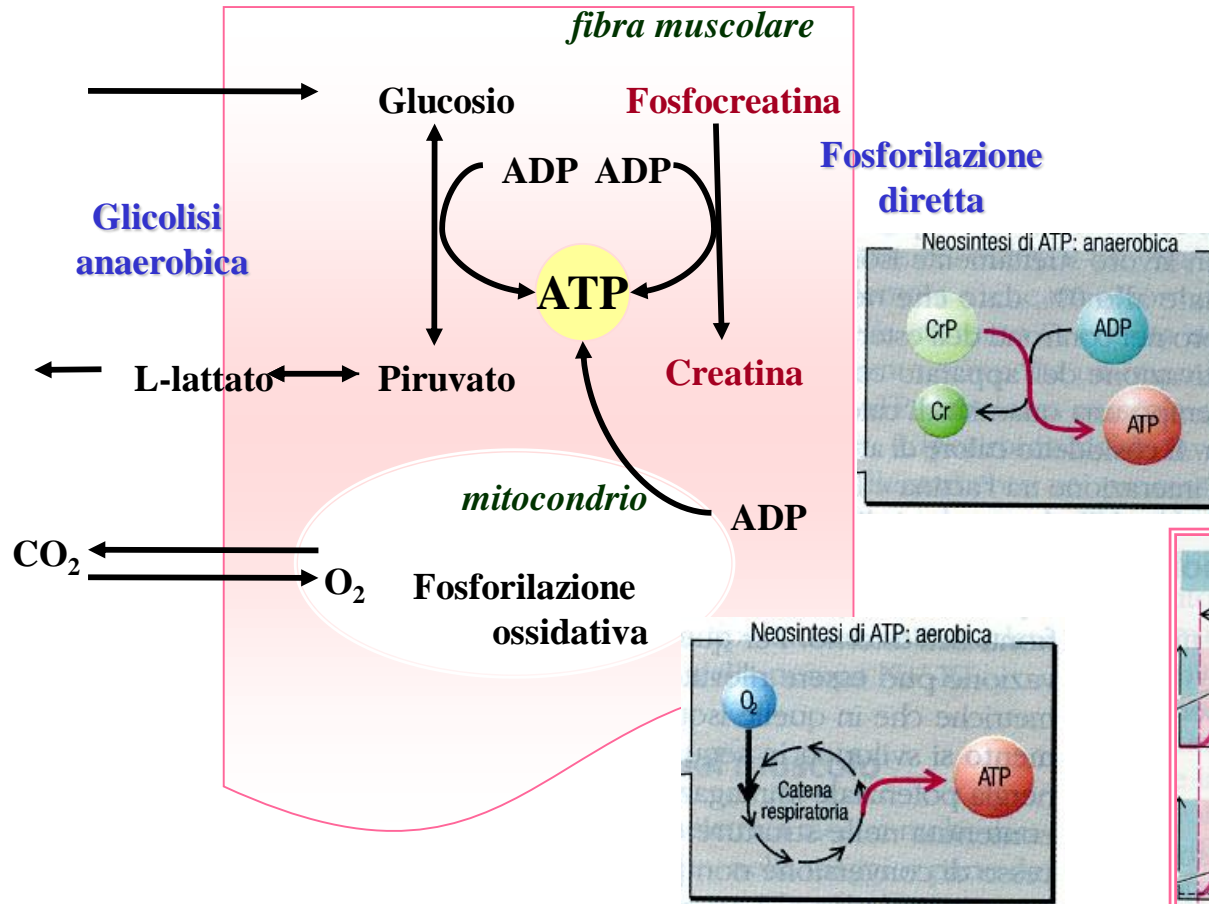 fibra muscolare
Glucosio
Fosfocreatina
ADP ADP
Fosforilazione
diretta
Glicolisi
anaerobica
ATP
Neosintesi di ATP: anaerobica
CrP
ADP
Cr
ATP
L-lattato
Piruvato
Creatina
mitocondrio
ADP
CO₂
O₂
Fosforilazione
ossidativa
Neosintesi di ATP: aerobica
O₂
Catena
respiratoria
ATP